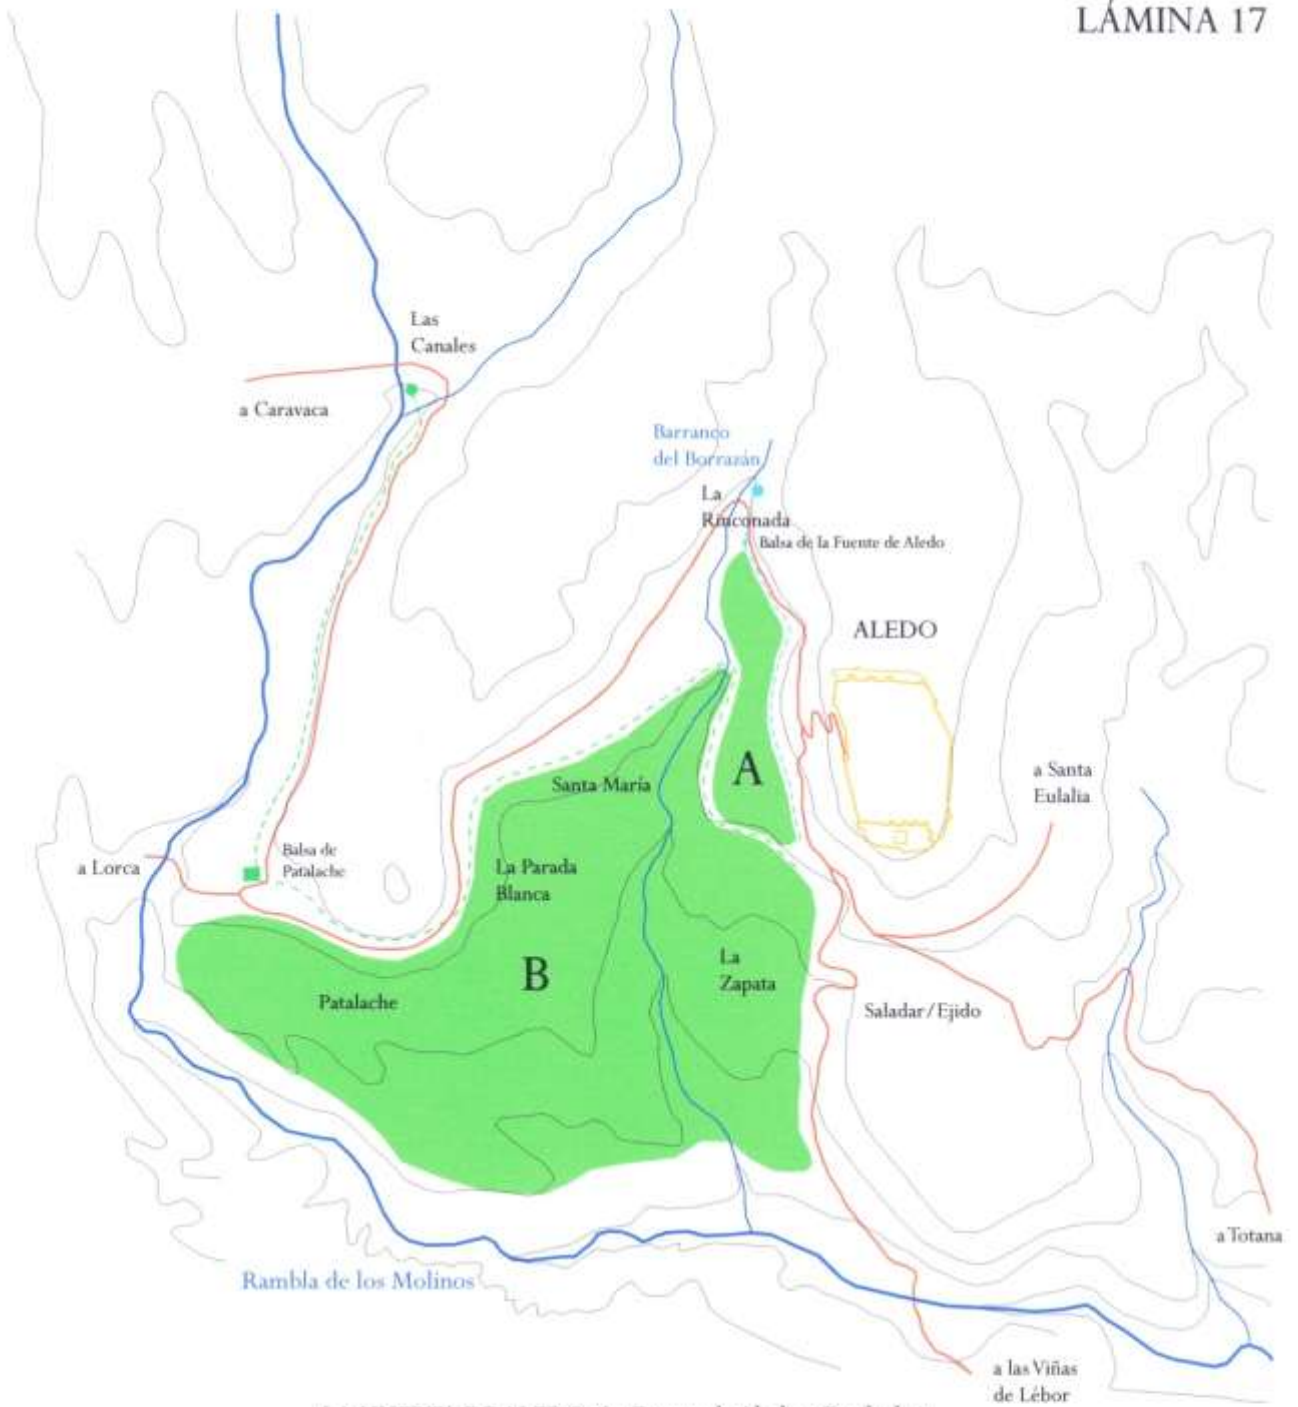 LÁMINA 17
Las
Canales
a Caravaca
Barranco
del Borrazán
La
Rinconada
Balsa de la Fuente de Aledo
ALEDO
a Santa
Eulalia
A
Santa María
Balsa de
Patalache
a Lorca
La Parada
Blanca
B
La
Zapata
Patalache
Saladar/Ejido
a Totana
Rambla de los Molinos
a las Viñas
de Lébor